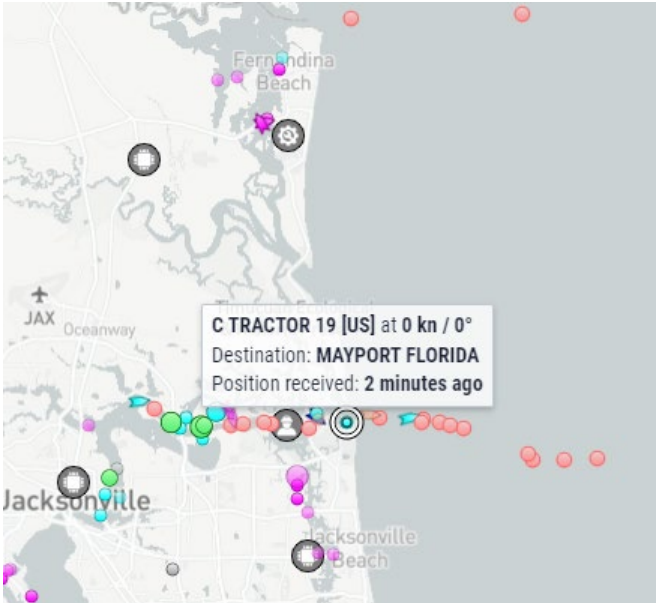 Fernandina
Beach
JAX
Oceanway
C TRACTOR 19 [US] at 0 kn / 0°
Destination: MAYPORT FLORIDA
Position received: 2 minutes ago
Jacksonville
Jacksonville
Beach